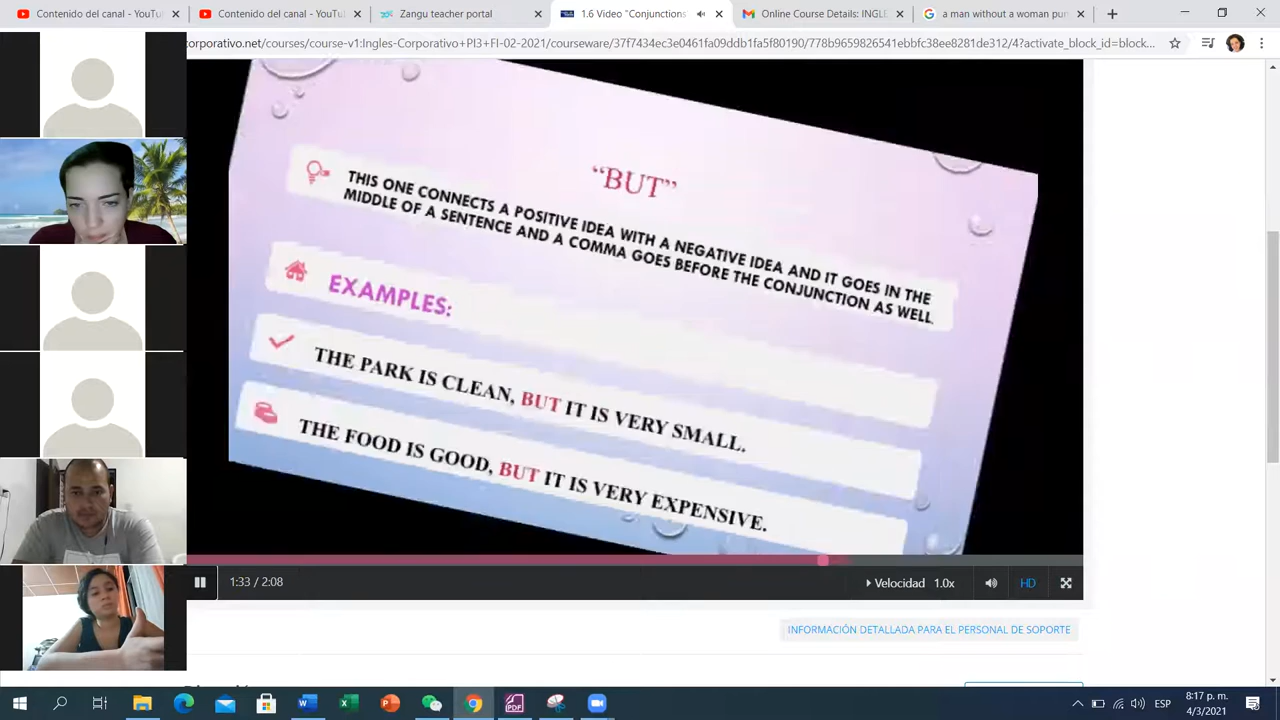 Contenido del canal - YouTu
Contenido del canal - YouTu
Zangu teacher portal
1.6 Video "Conjunctions
Online Course Details: INGLE
a man without a woman pun
orporativo.net/courses/course-v1:Ingles-Corporativo+PI3+FI-02-2021/courseware/37f7434ec3e0461fa09ddb1fa5f80190/778b9659826541ebbfc38ee8281de312/4?activate_block_id=block...
"BUT"
THIS ONE CONNECTS A POSITIVE IDEA WITH A NEGATIVE IDEA AND IT GOES IN THE
MIDDLE OF A SENTENCE AND A COMMA GOES BEFORE THE CONJUNCTION AS WELL.
EXAMPLES:
THE PARK IS CLEAN, BUT IT IS VERY SMALL.
THE FOOD IS GOOD, BUT IT IS VERY EXPENSIVE.
1:33 / 2:08
Velocidad 1.0x
HD
INFORMACIÓN DETALLADA PARA EL PERSONAL DE SOPORTE
ESP
8:17 p. m.
4/3/2021